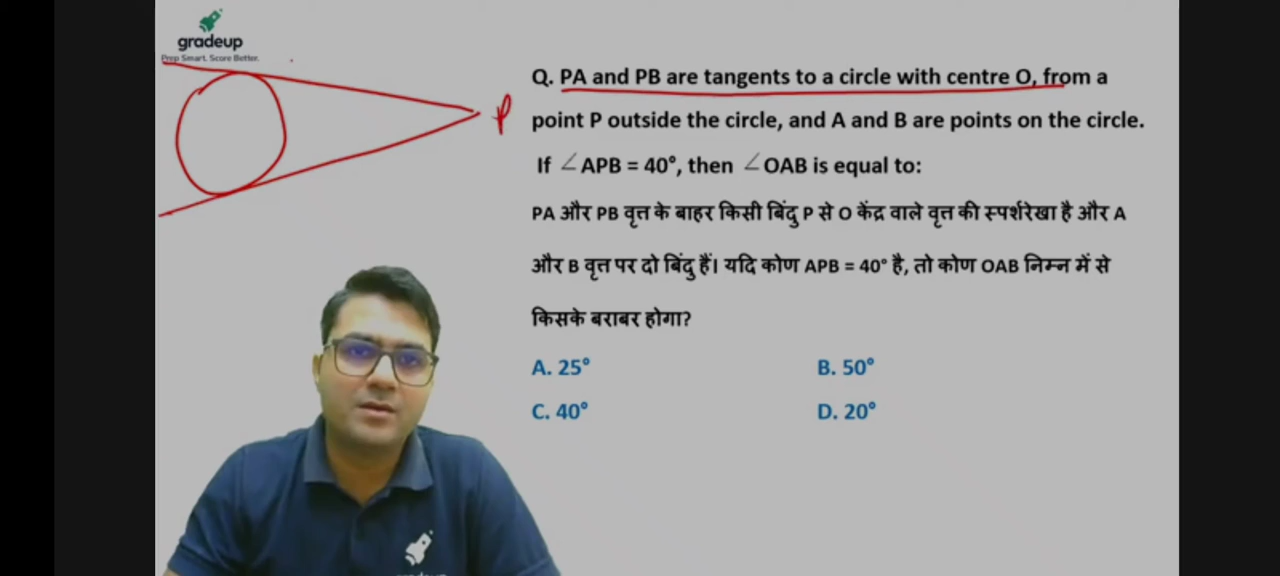 gradeup
Prep Smart. Score Better.
P
Q. PA and PB are tangents to a circle with centre O, from a
point P outside the circle, and A and B are points on the circle.
If ∠APB = 40°, then ∠OAB is equal to:
PA और PB वृत्त के बाहर किसी बिंदु P से O केंद्र वाले वृत्त की स्पर्शरेखा है और A
और B वृत्त पर दो बिंदु हैं। यदि कोण APB = 40° है, तो कोण OAB निम्न में से
किसके बराबर होगा?
A. 25°
B. 50°
C. 40°
D. 20°
gradeup